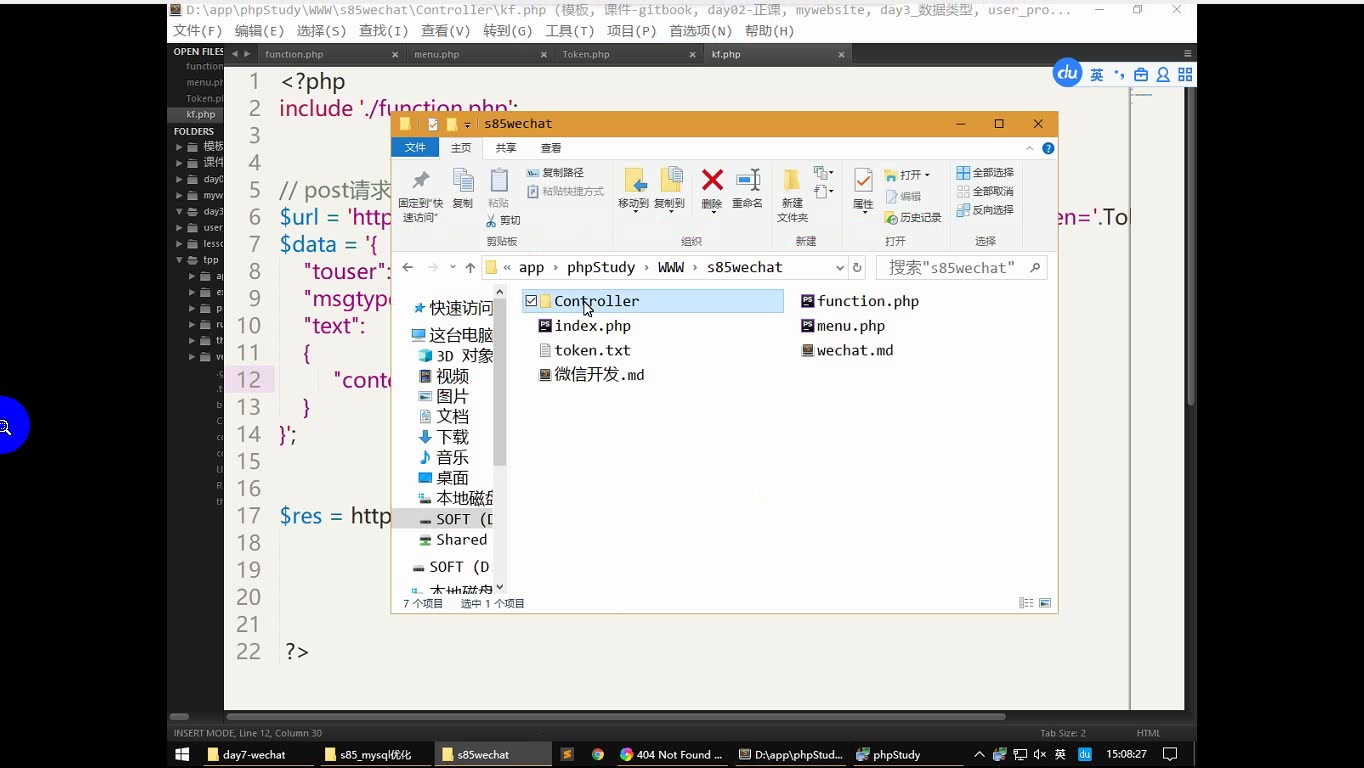 D:\app\phpStudy\WWW\s85wechat\Controller\kf.php (模板, 课件-gitbook, day02-正课, mywebsite, day3_数据类型, user_pro...
文件(F) 编辑(E) 选择(S) 查找(I) 查看(V) 转到(G) 工具(T) 项目(P) 首选项(N) 帮助(H)
OPEN FILES
function.php
menu.php
Token.php
kf.php
function
menu.ph
Token.pl
kf.php
FOLDERS
模板
课件
day0
myw
day3
user
lesso
tpp
英
1 <?php
2 include './function.php';
3
4
5 // post请求
6 $url = 'http
en='.To
7 $data = '{
8 "touser":
9 "msgtype
10 "text":
11 {
12 "conte
13 }
14 }';
15
16
17 $res = http
18
19
20
21
22 ?>
s85wechat
文件 主页 共享 查看
固定到"快速访问"
复制
粘贴
复制路径
粘贴快捷方式
剪切
移动到
复制到
删除
重命名
新建
文件夹
属性
打开
编辑
历史记录
全部选择
全部取消
反向选择
剪贴板 组织 新建 打开 选择
« app › phpStudy › WWW › s85wechat
搜索"s85wechat"
快速访问
这台电脑
3D 对象
视频
图片
文档
下载
音乐
桌面
本地磁盘
SOFT (D
Shared
SOFT (D:
本地磁盘
Controller
index.php
token.txt
微信开发.md
function.php
menu.php
wechat.md
7 个项目 选中 1 个项目
INSERT MODE, Line 12, Column 30
Tab Size: 2
HTML
day7-wechat
s85_mysql优化
s85wechat
404 Not Found ...
D:\app\phpStud...
phpStudy
英
du
15:08:27